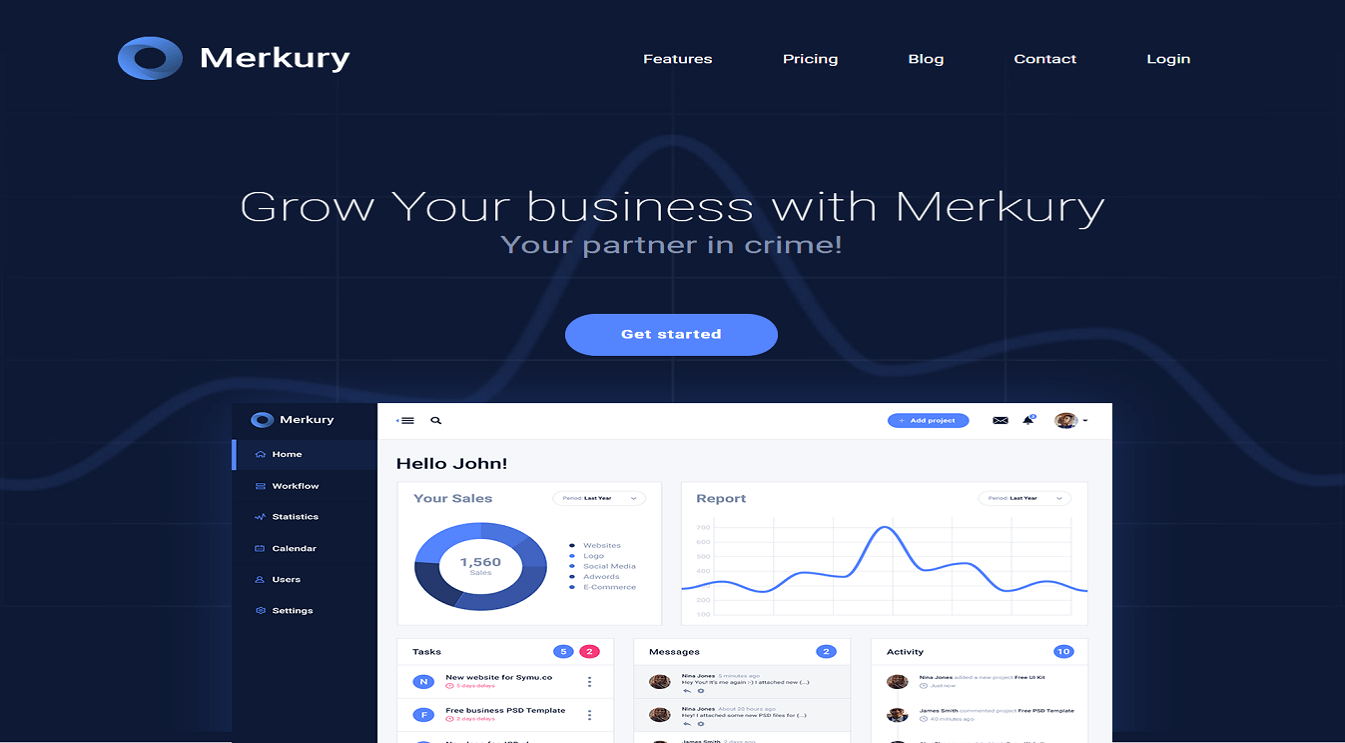 Merkury
Features
Pricing
Blog
Contact
Login
Grow Your business with Merkury
Your partner in crime!
Get started
Merkury
Home
Workflow
Statistics
Calendar
Users
Settings
+ Add project
Hello John!
Your Sales
Period: Last Year
1,560
Sales
Websites
Logo
Social Media
Adwords
E-Commerce
Report
Period: Last Year
700
600
500
400
200
100
Tasks
5
2
N
New website for Symu.co
5 days delays
F
Free business PSD Template
2 days delays
Messages
2
Nina Jones 5 minutes ago
Hey You! It's me again :-) I attached new (...)
Nina Jones About 20 hours ago
Hey! I attached some new PSD files for (...)
James Smith 2 days ago
Activity
10
Nina Jones added a new project Free UI Kit
Just now
James Smith commented project Free PSD Template
40 minutes ago